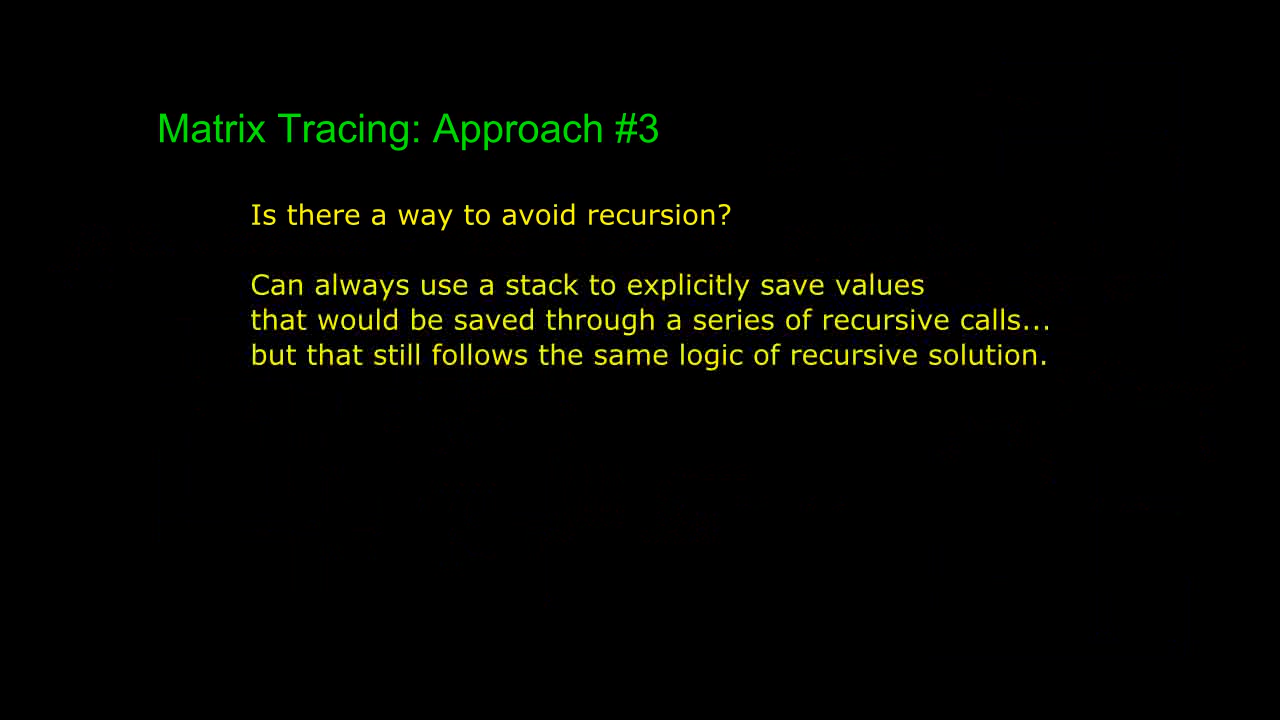 Matrix Tracing: Approach #3
Is there a way to avoid recursion?
Can always use a stack to explicitly save values
that would be saved through a series of recursive calls...
but that still follows the same logic of recursive solution.